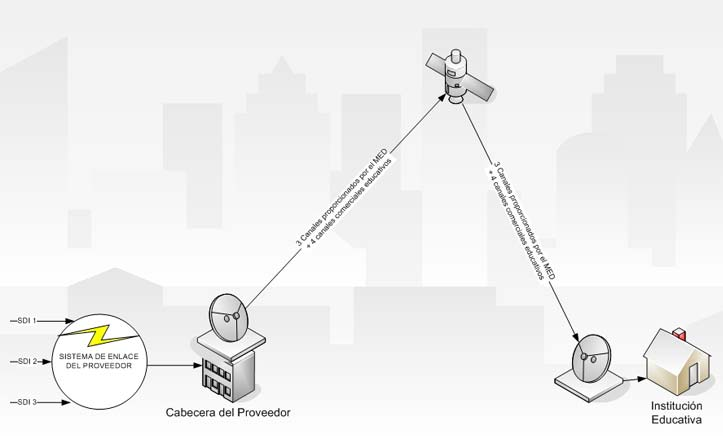 3 Canales proporcionados por el MED
+ 4 canales comerciales educativos
3 Canales proporcionados por el MED
+ 4 canales comerciales educativos
SDI 1
SISTEMA DE ENLACE
DEL PROVEEDOR
SDI 2
SDI 3
Cabecera del Proveedor
Institución
Educativa